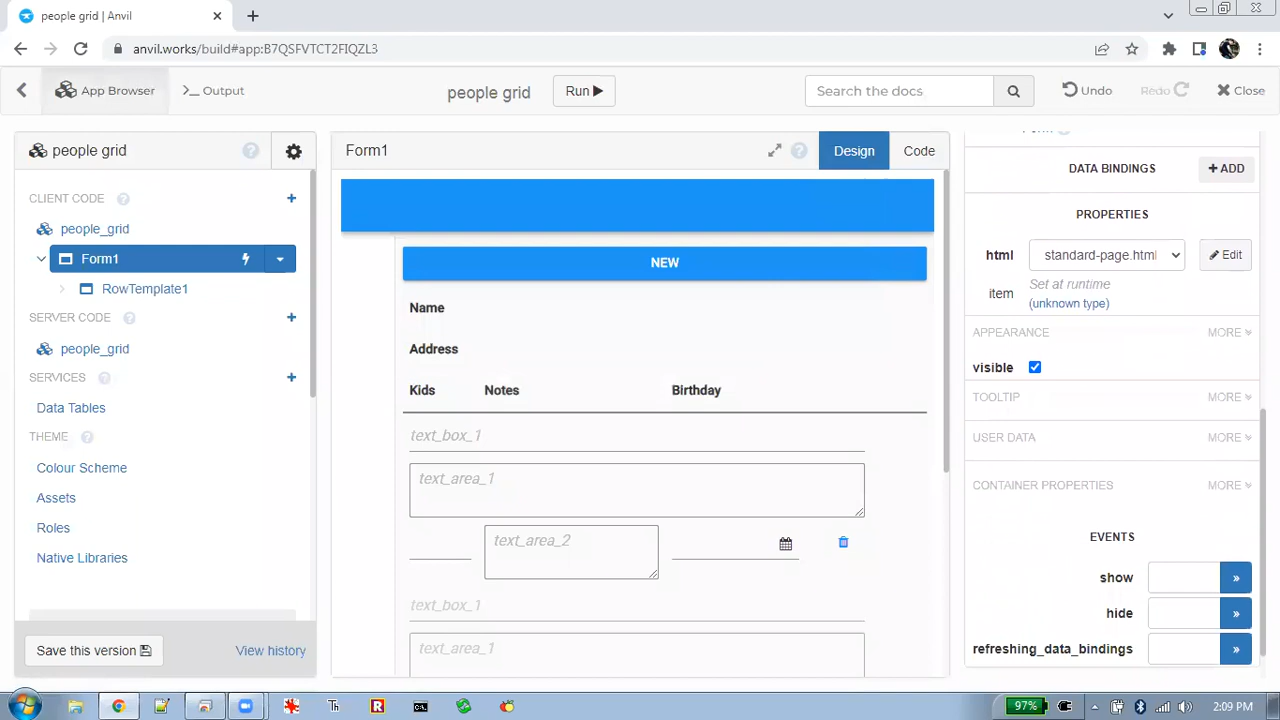 people grid | Anvil
anvil.works/build#app:B7QSFVTCT2FIQZL3
App Browser
Output
people grid
Run
Search the docs
Undo
Redo
Close
people grid
CLIENT CODE
people_grid
Form1
RowTemplate1
SERVER CODE
people_grid
SERVICES
Data Tables
THEME
Colour Scheme
Assets
Roles
Native Libraries
Save this version
View history
Form1
Design
Code
NEW
Name
Address
Kids Notes Birthday
text_box_1
text_area_1
text_area_2
text_box_1
text_area_1
DATA BINDINGS
+ ADD
PROPERTIES
html
standard-page.html
Edit
item
Set at runtime
(unknown type)
APPEARANCE
MORE
visible
TOOLTIP
MORE
USER DATA
MORE
CONTAINER PROPERTIES
MORE
EVENTS
show
hide
refreshing_data_bindings
97%
2:09 PM